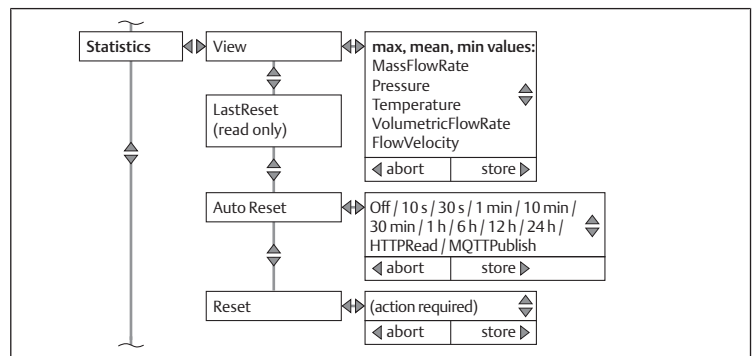 Statistics
View
max, mean, min values:
MassFlowRate
Pressure
Temperature
VolumetricFlowRate
FlowVelocity
abort store
LastReset
(read only)
Auto Reset
Off / 10 s / 30 s / 1 min / 10 min /
30 min / 1 h / 6 h / 12 h / 24 h /
HTTPRead / MQTTPublish
abort store
Reset
(action required)
abort store